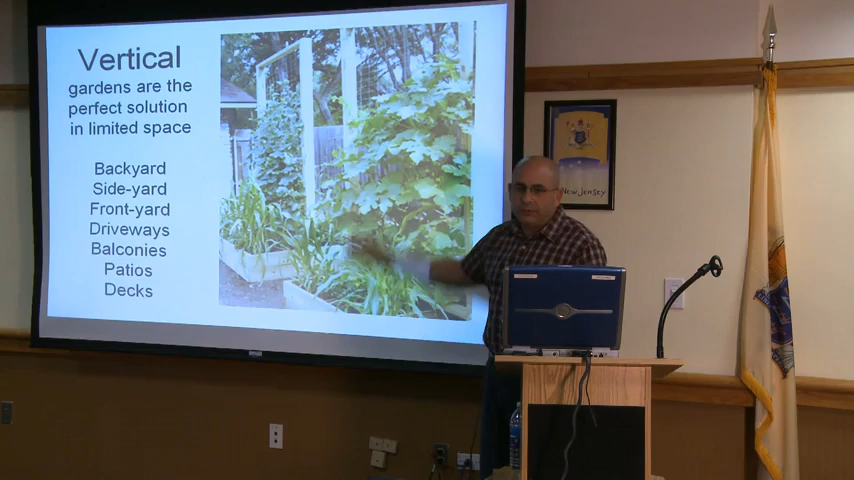 Vertical
gardens are the
perfect solution
in limited space
Backyard
Side-yard
Front-yard
Driveways
Balconies
Patios
Decks
New Jersey